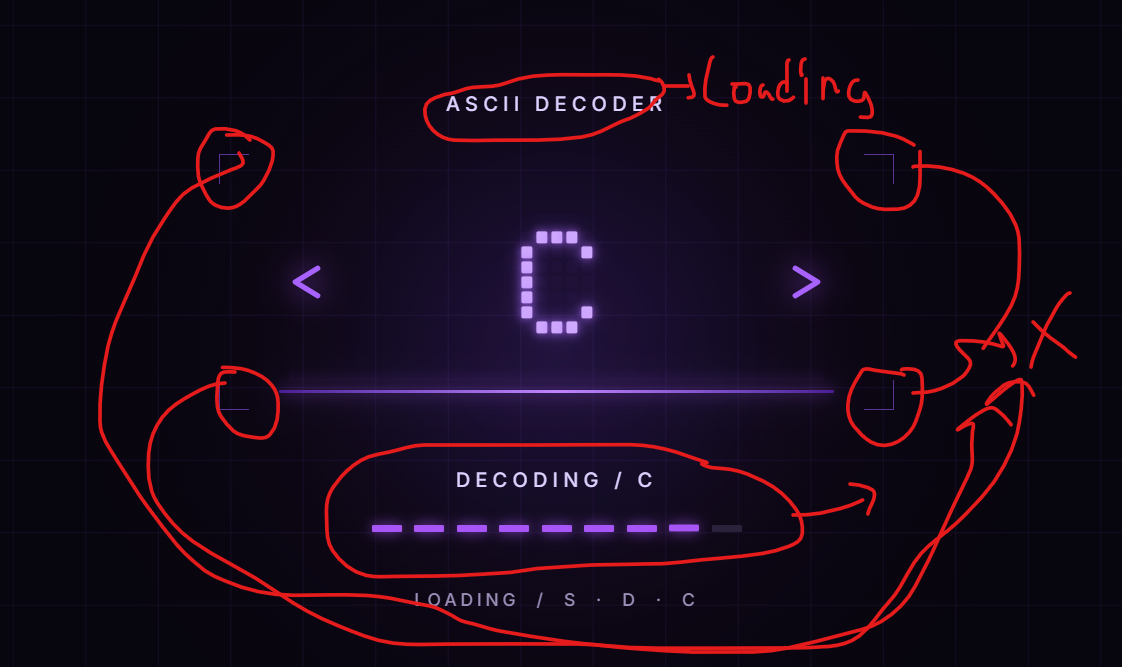 ASCII DECODER Loading
< C >
X
DECODING / C
LOADING / S · D · C